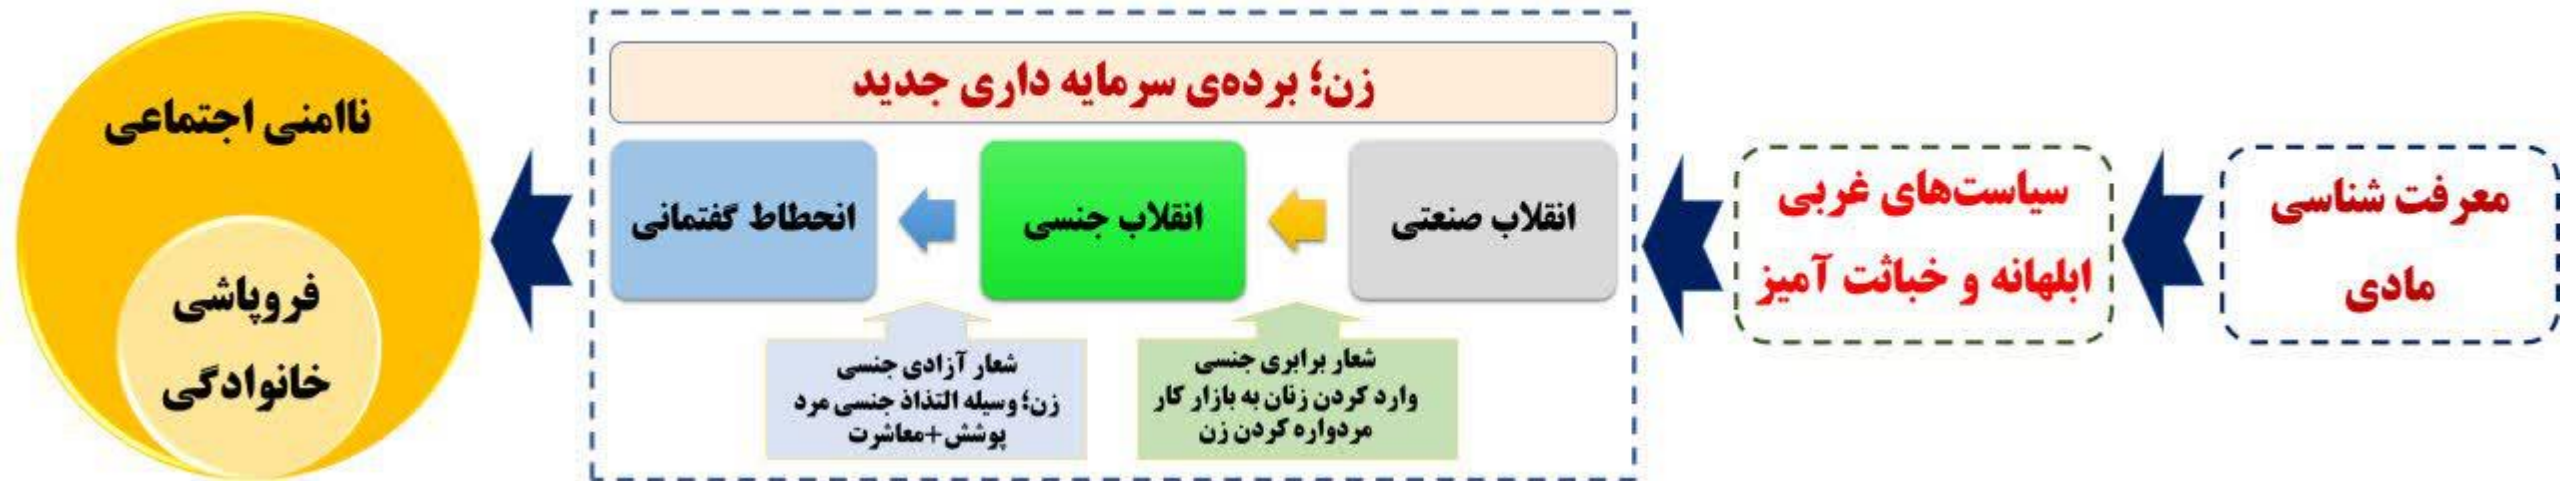 معرفت شناسی
مادی
سیاست‌های غربی
ابلهانه و خباثت آمیز
زن؛ برده‌ی سرمایه داری جدید
انقلاب صنعتی
انقلاب جنسی
انحطاط گفتمانی
شعار برابری جنسی
وارد کردن زنان به بازار کار
مردواره کردن زن
شعار آزادی جنسی
زن؛ وسیله التذاذ جنسی مرد
پوشش+معاشرت
ناامنی اجتماعی
فروپاشی
خانوادگی